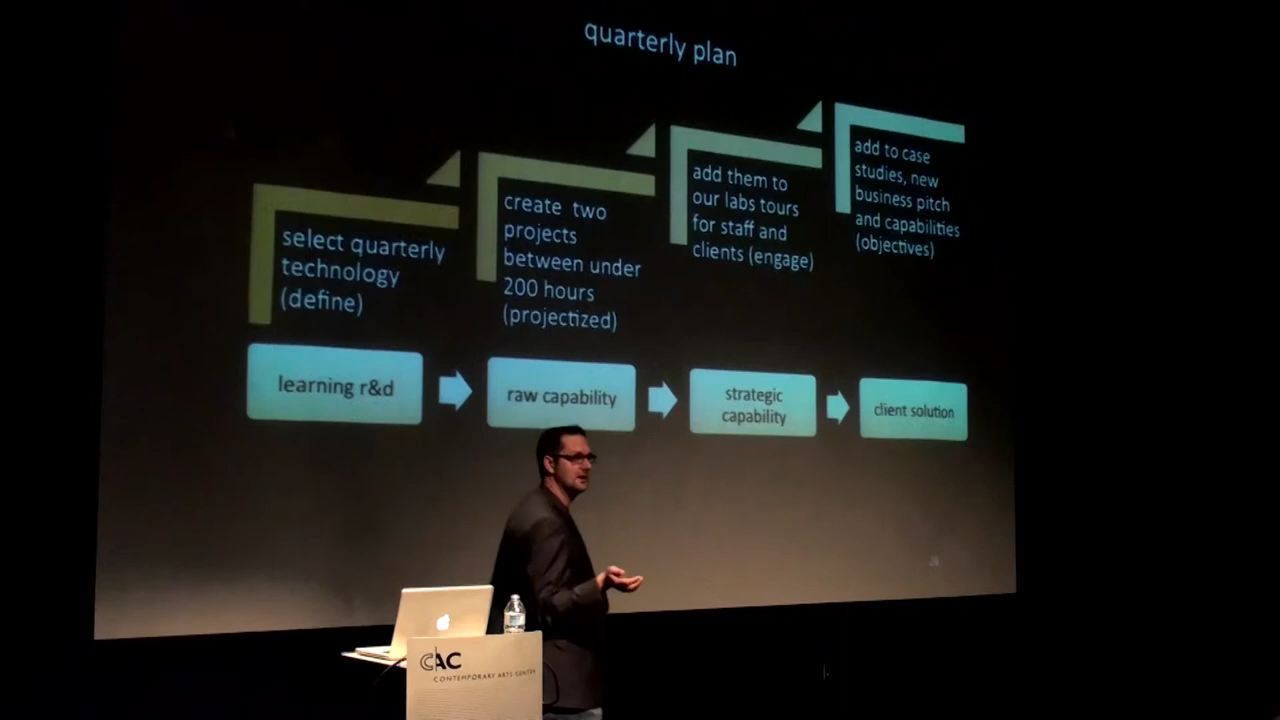 quarterly plan
select quarterly
technology
(define)
create two
projects
between under
200 hours
(projectized)
add them to
our labs tours
for staff and
clients (engage)
add to case
studies, new
business pitch
and capabilities
(objectives)
learning r&d
raw capability
strategic
capability
client solution
CAC
CONTEMPORARY ARTS CENTER